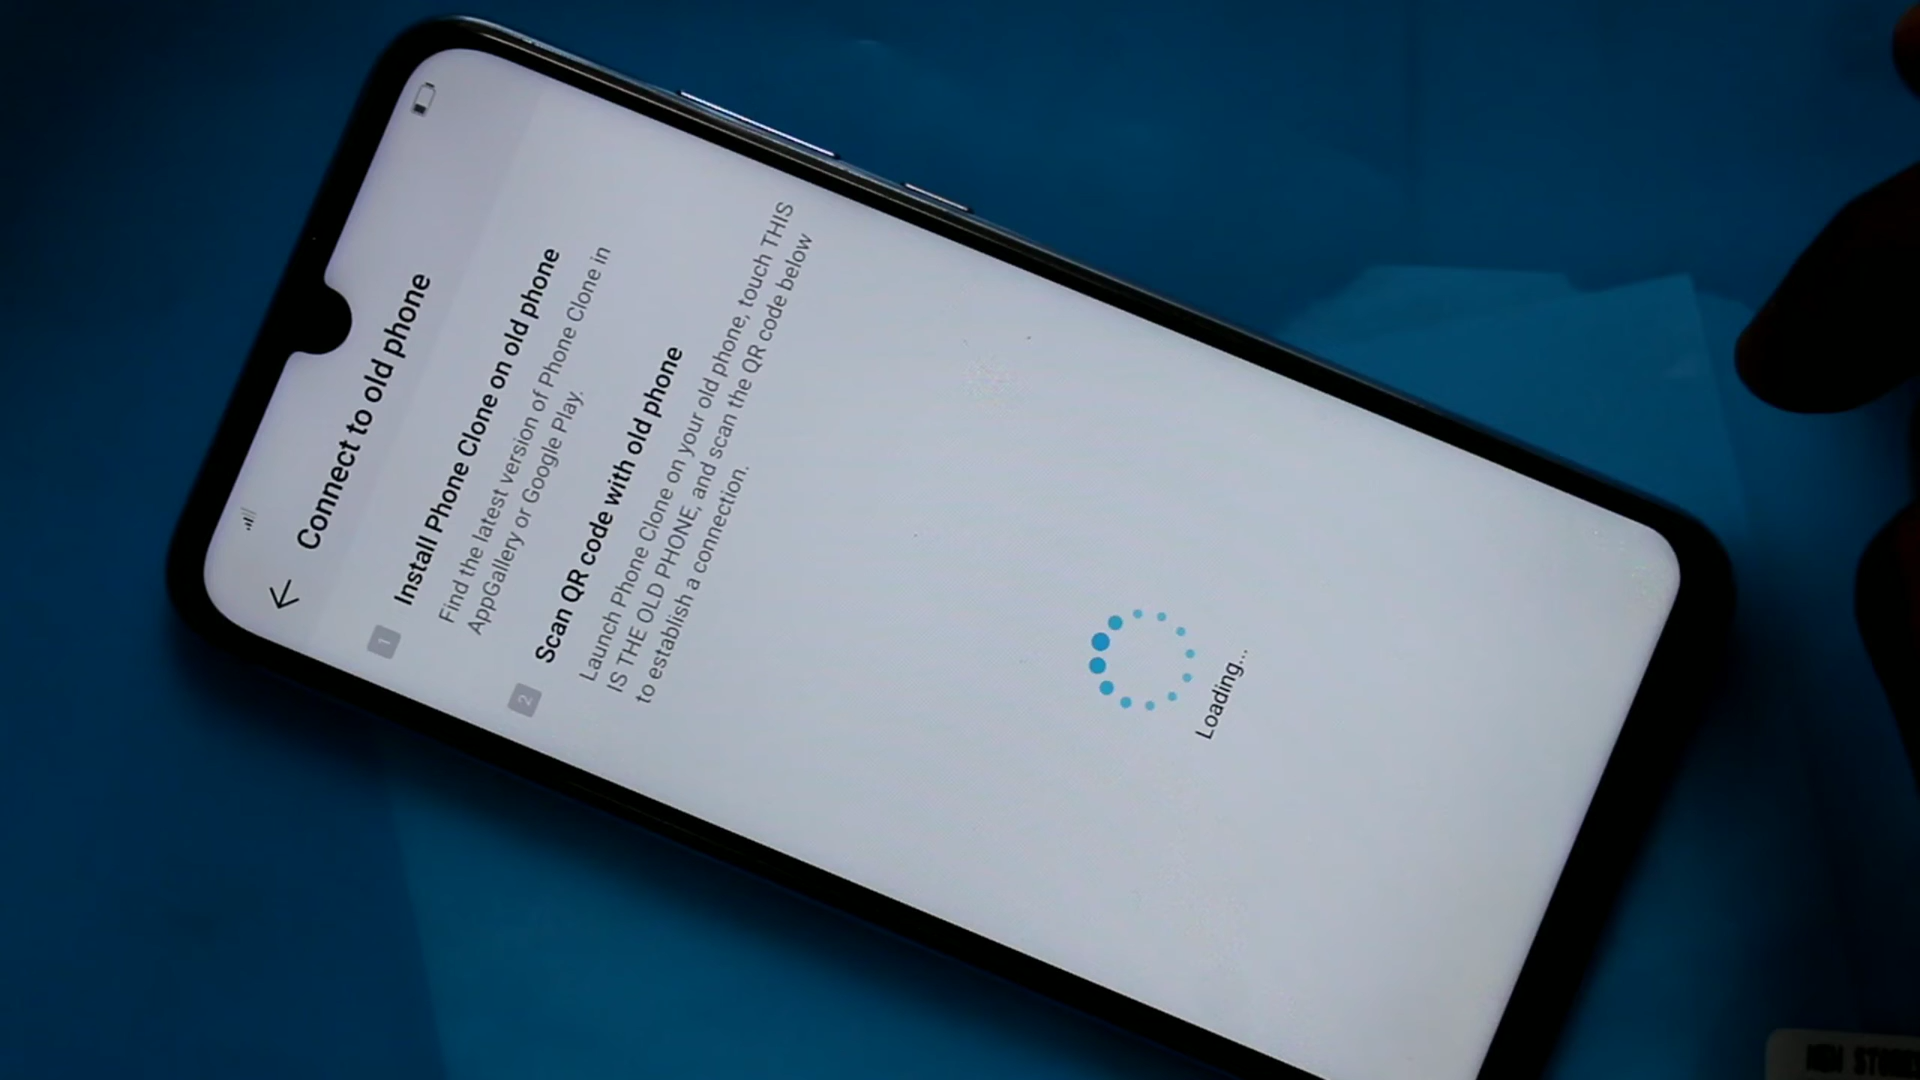 Connect to old phone
1
Install Phone Clone on old phone
Find the latest version of Phone Clone in
AppGallery or Google Play.
2
Scan QR code with old phone
Launch Phone Clone on your old phone, touch THIS
IS THE OLD PHONE, and scan the QR code below
to establish a connection.
Loading...